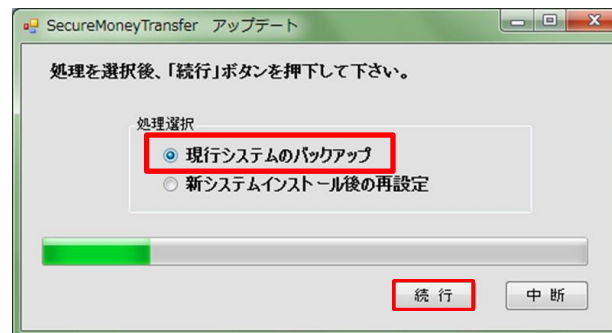 SecureMoneyTransfer アップデート
処理を選択後、「続行」ボタンを押下して下さい。
処理選択
現行システムのバックアップ
新システムインストール後の再設定
続 行
中 断